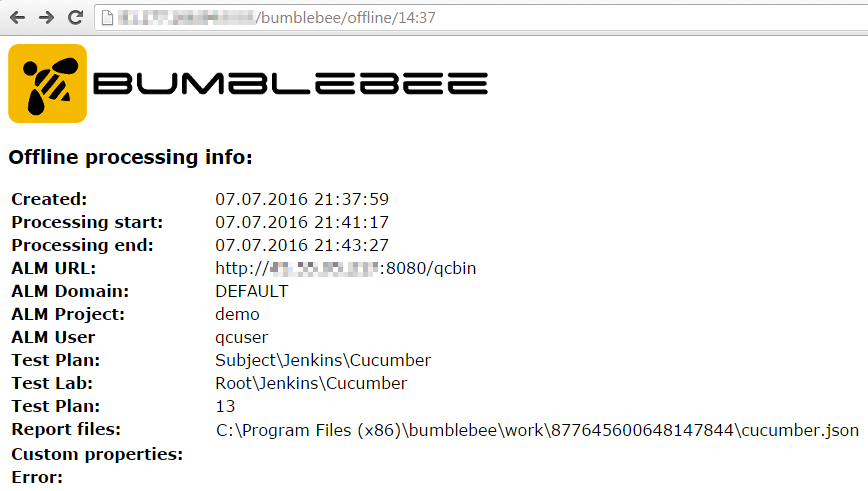 /bumblebee/offline/14:37
BUMBLEBEE
Offline processing info:
Created: 07.07.2016 21:37:59
Processing start: 07.07.2016 21:41:17
Processing end: 07.07.2016 21:43:27
ALM URL: http:// :8080/qcbin
ALM Domain: DEFAULT
ALM Project: demo
ALM User qcuser
Test Plan: Subject\Jenkins\Cucumber
Test Lab: Root\Jenkins\Cucumber
Test Plan: 13
Report files: C:\Program Files (x86)\bumblebee\work\877645600648147844\cucumber.json
Custom properties:
Error: